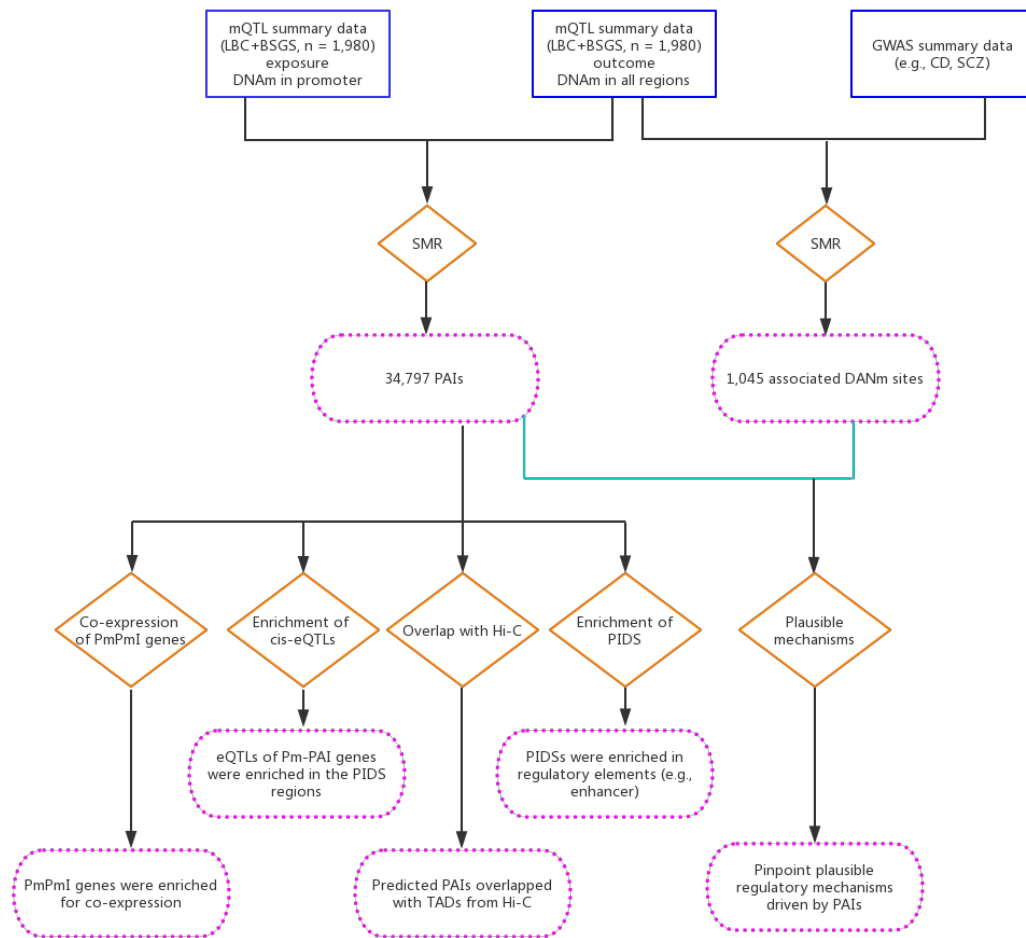 mQTL summary data
(LBC+BSGS, n = 1,980)
exposure
DNAm in promoter
mQTL summary data
(LBC+BSGS, n = 1,980)
outcome
DNAm in all regions
GWAS summary data
(e.g., CD, SCZ)
SMR
SMR
34,797 PAIs
1,045 associated DANm sites
Co-expression
of PmPmI genes
Enrichment of
cis-eQTLs
Overlap with Hi-C
Enrichment of
PIDS
Plausible
mechanisms
eQTLs of Pm-PAI genes
were enriched in the PIDS
regions
PIDSs were enriched in
regulatory elements (e.g.,
enhancer)
PmPmI genes were enriched
for co-expression
Predicted PAIs overlapped
with TADs from Hi-C
Pinpoint plausible
regulatory mechanisms
driven by PAIs